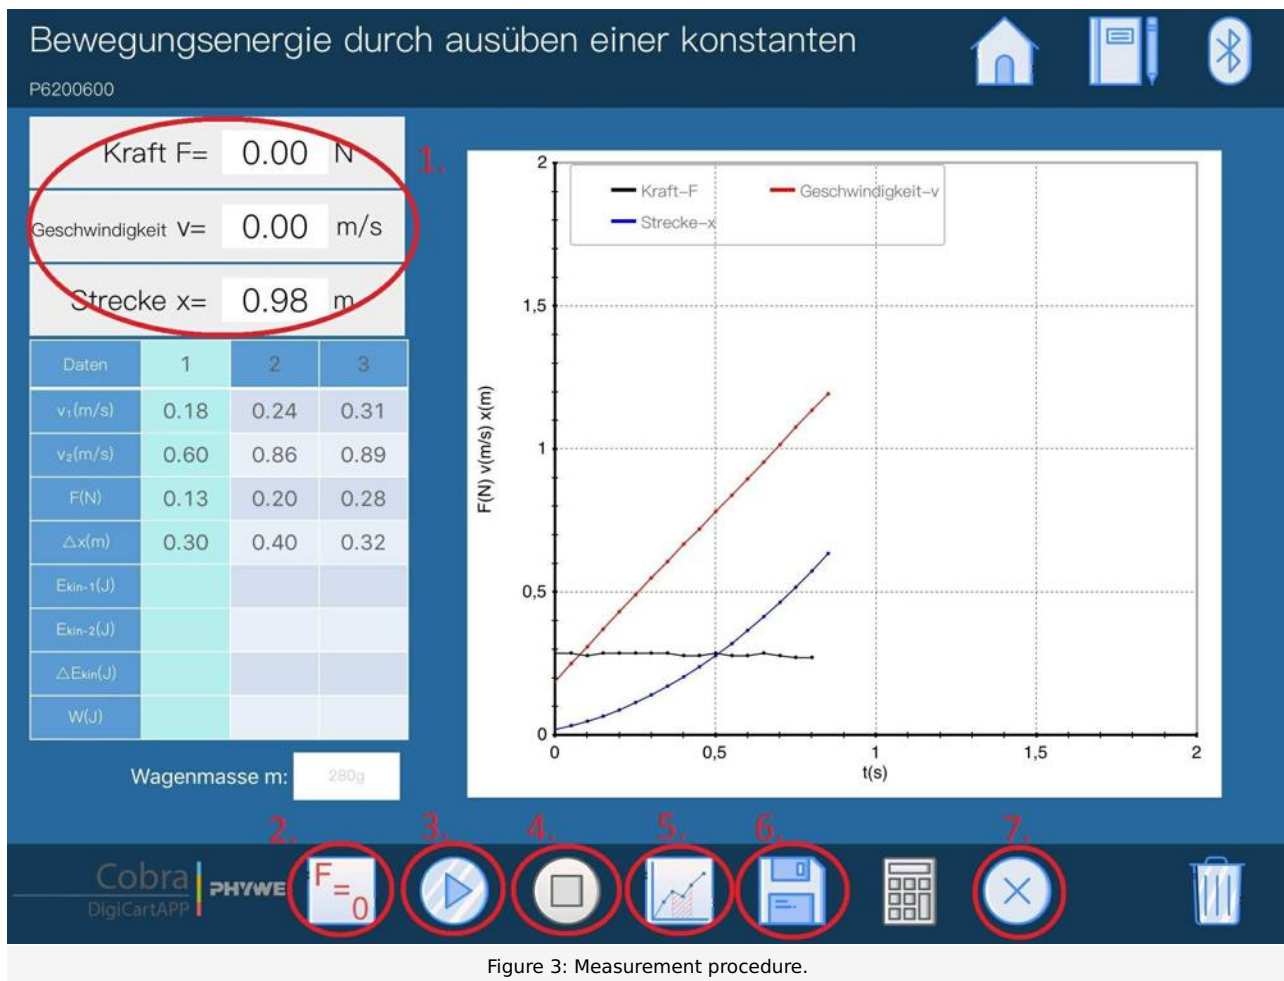 Bewegungsenergie durch ausüben einer konstanten
P6200600
Kraft F= 0.00 N
1.
Geschwindigkeit v= 0.00 m/s
Strecke x= 0.98 m
Daten 1 2 3
v₁(m/s) 0.18 0.24 0.31
v₂(m/s) 0.60 0.86 0.89
F(N) 0.13 0.20 0.28
△x(m) 0.30 0.40 0.32
Ekin-1(J)
Ekin-2(J)
△Ekin(J)
W(J)
Wagenmasse m: 280g
Kraft-F Geschwindigkeit-v
Strecke-x
F(N) v(m/s) x(m)
2
1,5
1
0,5
0
0 0,5 1 1,5 2
t(s)
2. 3. 4. 5. 6. 7.
Cobra PHYWE
DigiCartAPP
F=0
Figure 3: Measurement procedure.